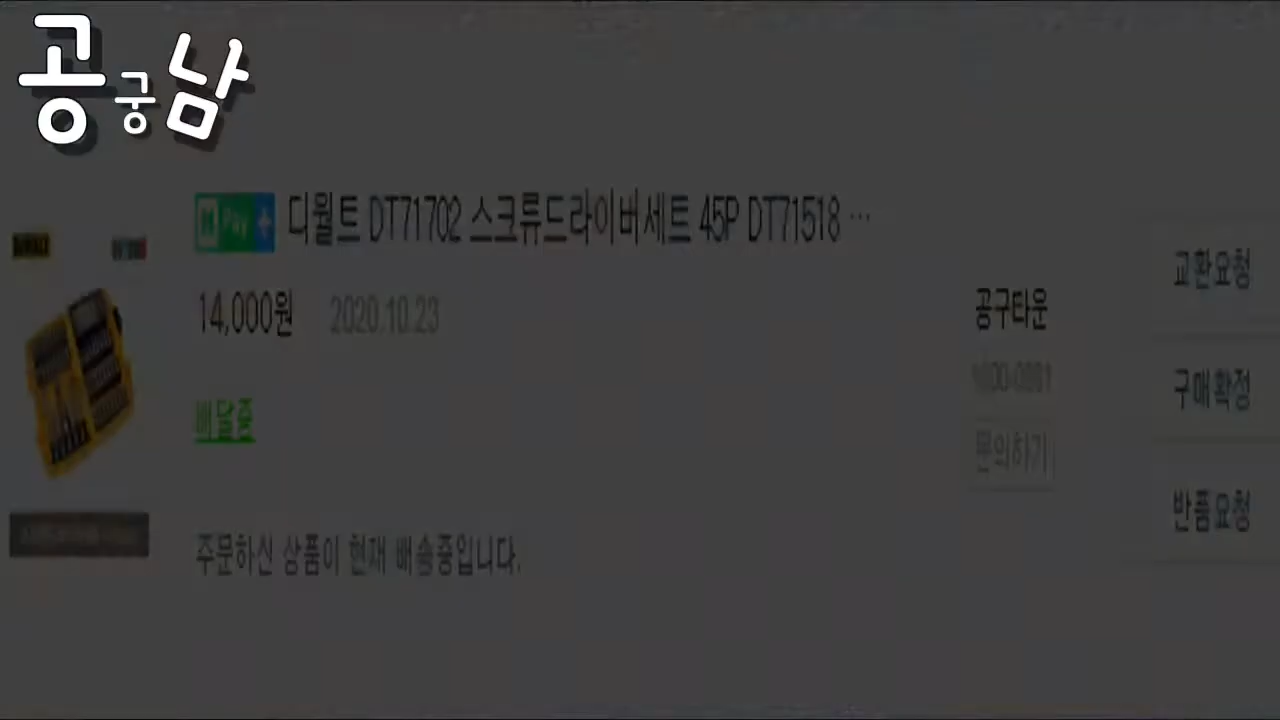 공궁남
Pay + 디월트 DT71702 스크류드라이버세트 45P DT71518 …
14,000원 2020.10.23
배달중
주문하신 상품이 현재 배송중입니다.
공구타운
문의하기
교환요청
구매확정
반품요청